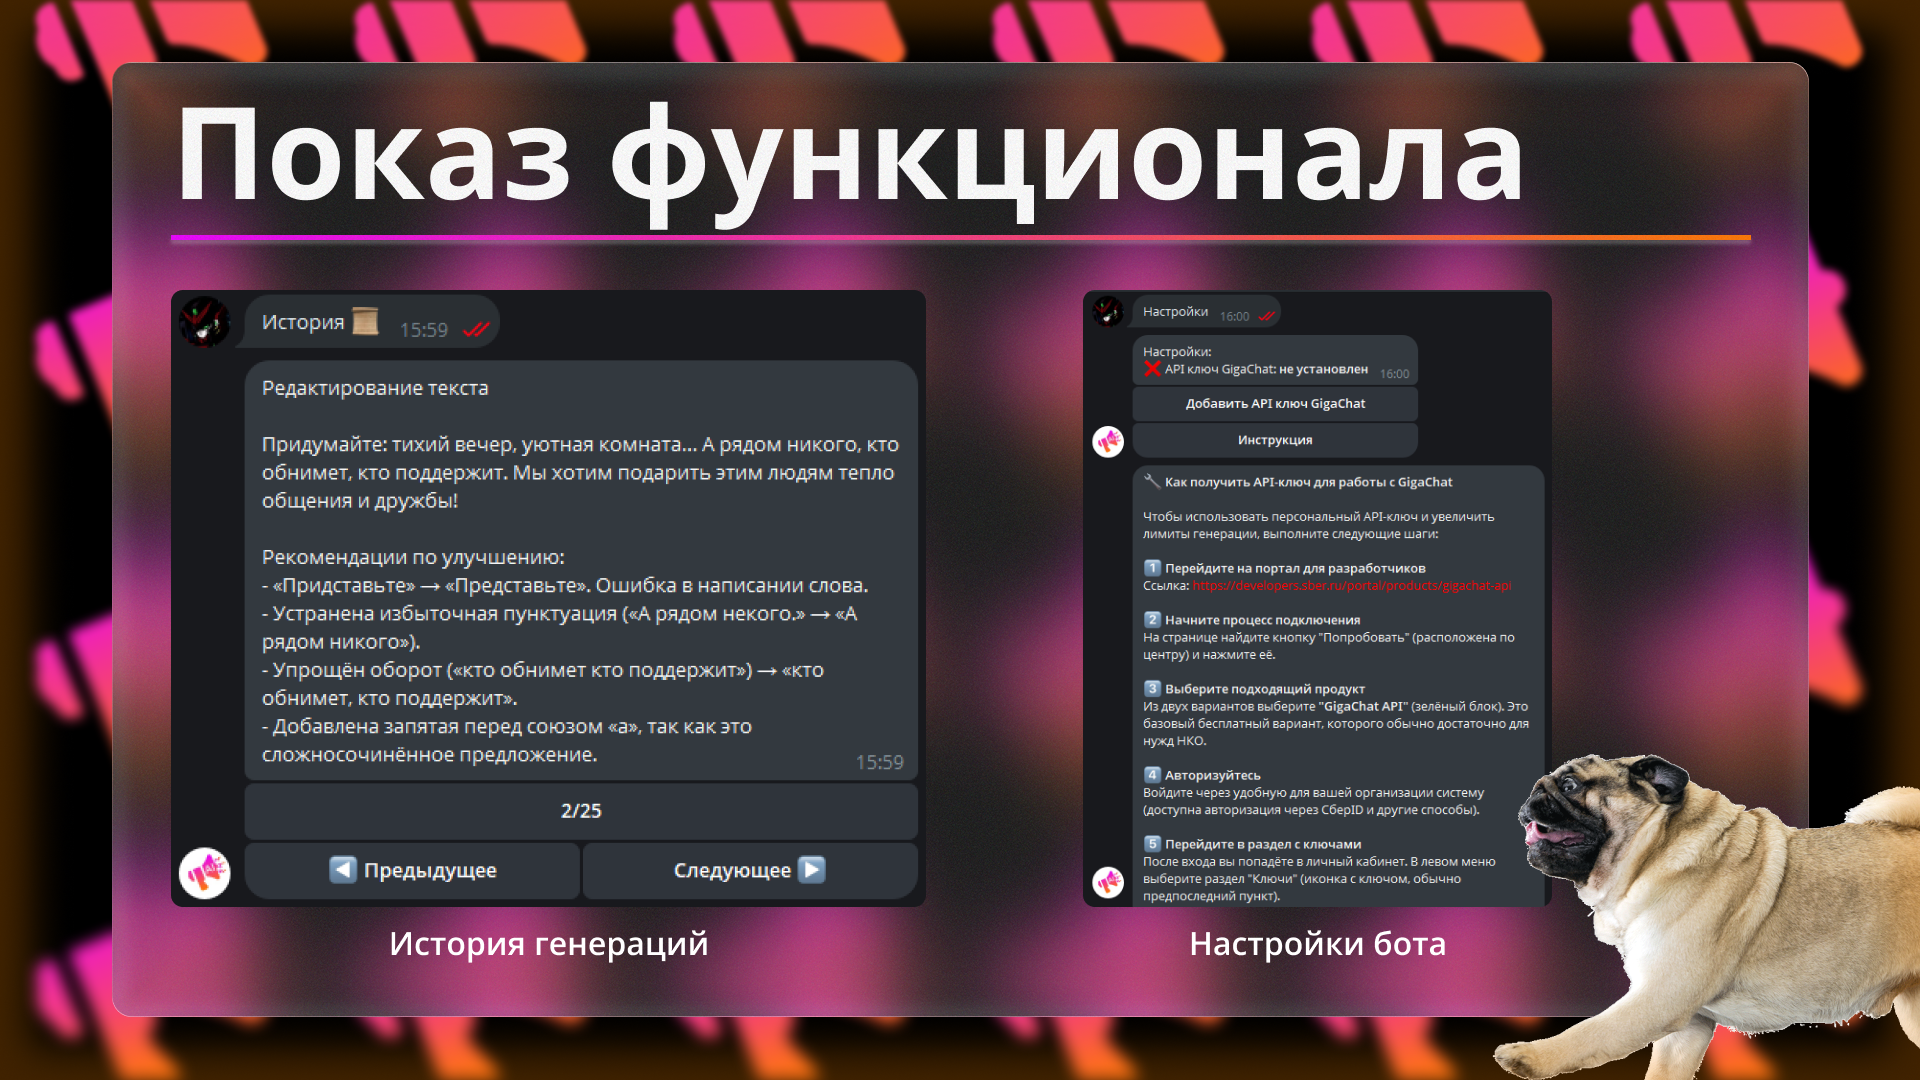 Показ функционала
История
15:59
Редактирование текста
Придумайте: тихий вечер, уютная комната... А рядом никого, кто
обнимет, кто поддержит. Мы хотим подарить этим людям тепло
общения и дружбы!
Рекомендации по улучшению:
- «Придставьте» → «Представьте». Ошибка в написании слова.
- Устранена избыточная пунктуация («А рядом некого.» → «А
рядом никого»).
- Упрощён оборот («кто обнимет кто поддержит») → «кто
обнимет, кто поддержит».
- Добавлена запятая перед союзом «а», так как это
сложносочинённое предложение.
15:59
2/25
Предыдущее
Следующее
История генераций
Настройки
16:00
Настройки:
❌ API ключ GigaChat: не установлен
16:00
Добавить API ключ GigaChat
Инструкция
Как получить API-ключ для работы с GigaChat
Чтобы использовать персональный API-ключ и увеличить
лимиты генерации, выполните следующие шаги:
1 Перейдите на портал для разработчиков
Ссылка: https://developers.sber.ru/portal/products/gigachat-api
2 Начните процесс подключения
На странице найдите кнопку "Попробовать" (расположена по
центру) и нажмите её.
3 Выберите подходящий продукт
Из двух вариантов выберите "GigaChat API" (зелёный блок). Это
базовый бесплатный вариант, которого обычно достаточно для
нужд НКО.
4 Авторизуйтесь
Войдите через удобную для вашей организации систему
(доступна авторизация через СберID и другие способы).
5 Перейдите в раздел с ключами
После входа вы попадёте в личный кабинет. В левом меню
выберите раздел "Ключи" (иконка с ключом, обычно
предпоследний пункт).
Настройки бота